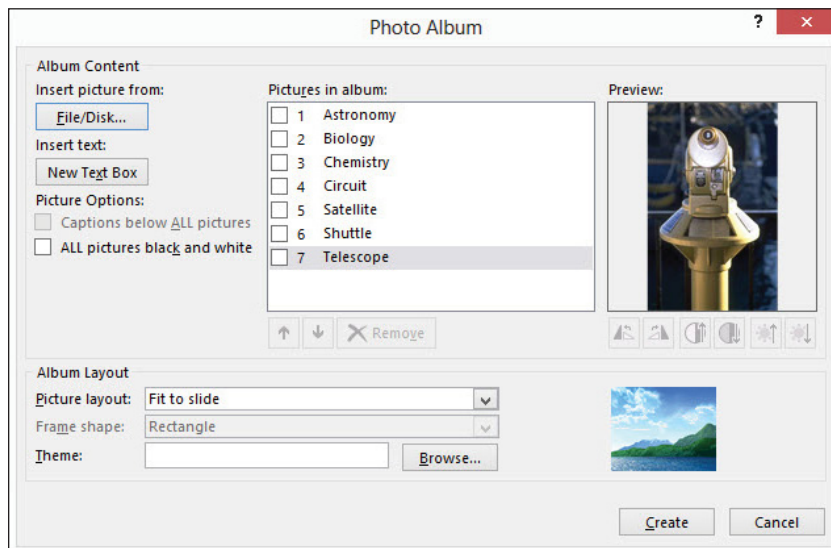 Photo Album
?
Album Content
Insert picture from:
File/Disk...
Insert text:
New Text Box
Picture Options:
Captions below ALL pictures
ALL pictures black and white
Pictures in album:
1 Astronomy
2 Biology
3 Chemistry
4 Circuit
5 Satellite
6 Shuttle
7 Telescope
Remove
Preview:
Album Layout
Picture layout: Fit to slide
Frame shape: Rectangle
Theme:
Browse...
Create
Cancel